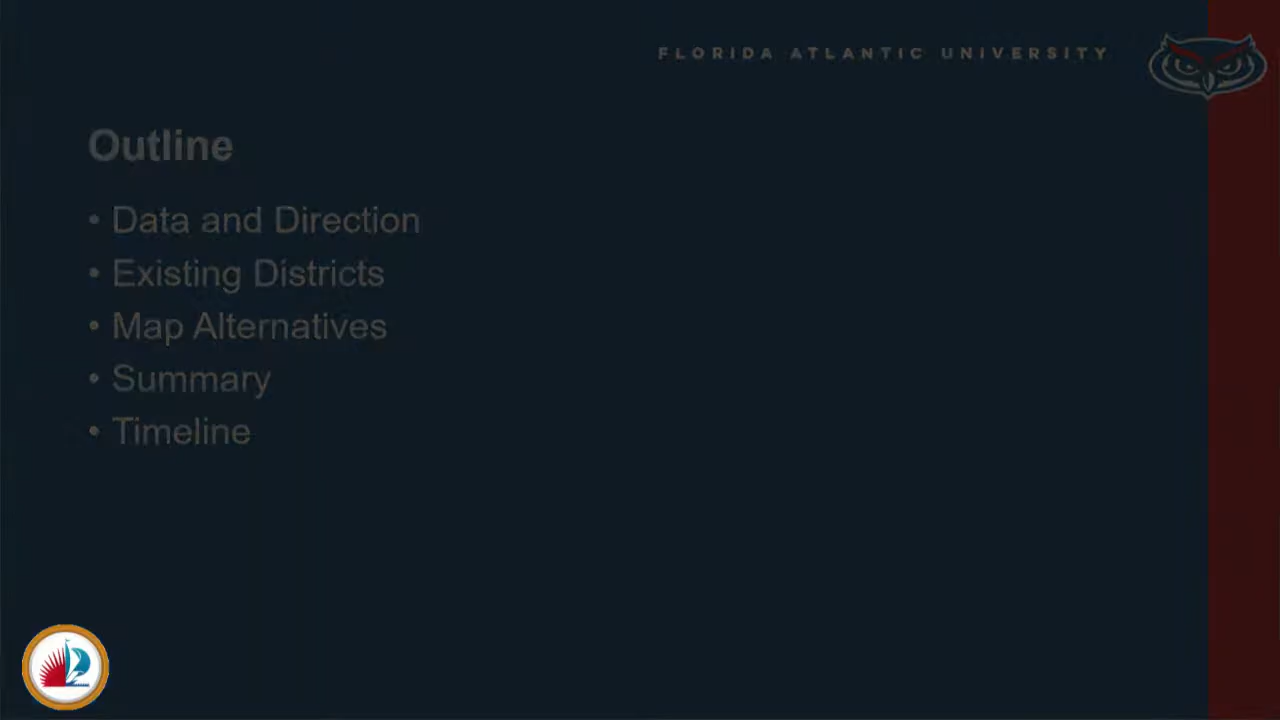 FLORIDA ATLANTIC UNIVERSITY
Outline
• Data and Direction
• Existing Districts
• Map Alternatives
• Summary
• Timeline